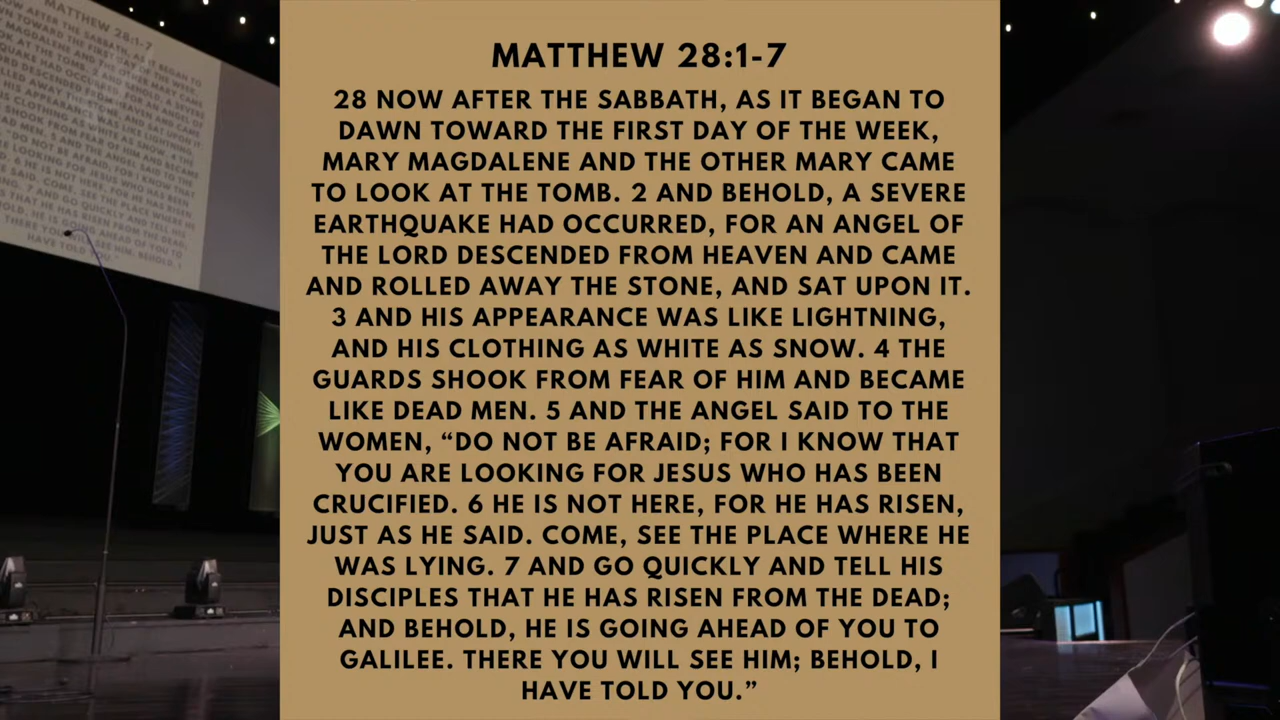 MATTHEW 28:1-7
28 NOW AFTER THE SABBATH, AS IT BEGAN TO
DAWN TOWARD THE FIRST DAY OF THE WEEK,
MARY MAGDALENE AND THE OTHER MARY CAME
TO LOOK AT THE TOMB. 2 AND BEHOLD, A SEVERE
EARTHQUAKE HAD OCCURRED, FOR AN ANGEL OF
THE LORD DESCENDED FROM HEAVEN AND CAME
AND ROLLED AWAY THE STONE, AND SAT UPON IT.
3 AND HIS APPEARANCE WAS LIKE LIGHTNING,
AND HIS CLOTHING AS WHITE AS SNOW. 4 THE
GUARDS SHOOK FROM FEAR OF HIM AND BECAME
LIKE DEAD MEN. 5 AND THE ANGEL SAID TO THE
WOMEN, “DO NOT BE AFRAID; FOR I KNOW THAT
YOU ARE LOOKING FOR JESUS WHO HAS BEEN
CRUCIFIED. 6 HE IS NOT HERE, FOR HE HAS RISEN,
JUST AS HE SAID. COME, SEE THE PLACE WHERE HE
WAS LYING. 7 AND GO QUICKLY AND TELL HIS
DISCIPLES THAT HE HAS RISEN FROM THE DEAD;
AND BEHOLD, HE IS GOING AHEAD OF YOU TO
GALILEE. THERE YOU WILL SEE HIM; BEHOLD, I
HAVE TOLD YOU.”